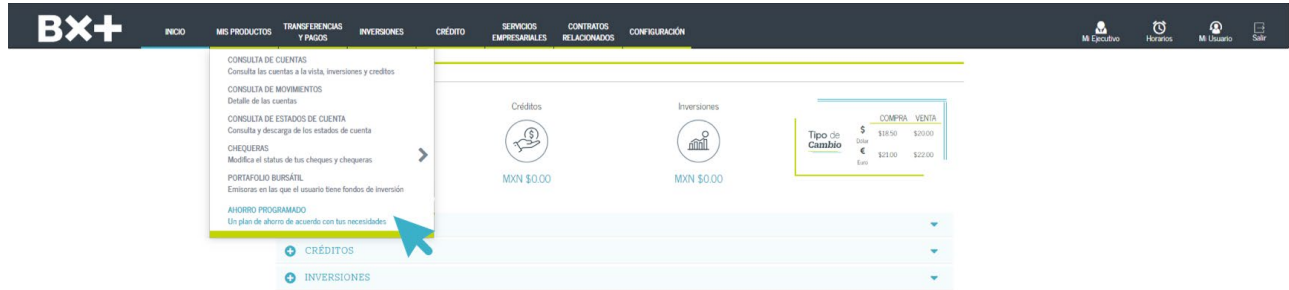 BX+
INICIO
MIS PRODUCTOS
TRANSFERENCIAS
Y PAGOS
INVERSIONES
CRÉDITO
SERVICIOS
EMPRESARIALES
CONTRATOS
RELACIONADOS
CONFIGURACIÓN
Mi Ejecutivo
Horarios
Mi Usuario
Salir
CONSULTA DE CUENTAS
Consulta las cuentas a la vista, inversiones y creditos
CONSULTA DE MOVIMIENTOS
Detalle de las cuentas
CONSULTA DE ESTADOS DE CUENTA
Consulta y descarga de los estados de cuenta
CHEQUERAS
Modifica el status de tus cheques y chequeras
PORTAFOLIO BURSÁTIL
Emisoras en las que el usuario tiene fondos de inversión
AHORRO PROGRAMADO
Un plan de ahorro de acuerdo con tus necesidades
Créditos
MXN $0.00
Inversiones
MXN $0.00
Tipo de
Cambio
COMPRA VENTA
$ $18.50 $20.00
Dólar
€ $21.00 $22.00
Euro
CRÉDITOS
INVERSIONES